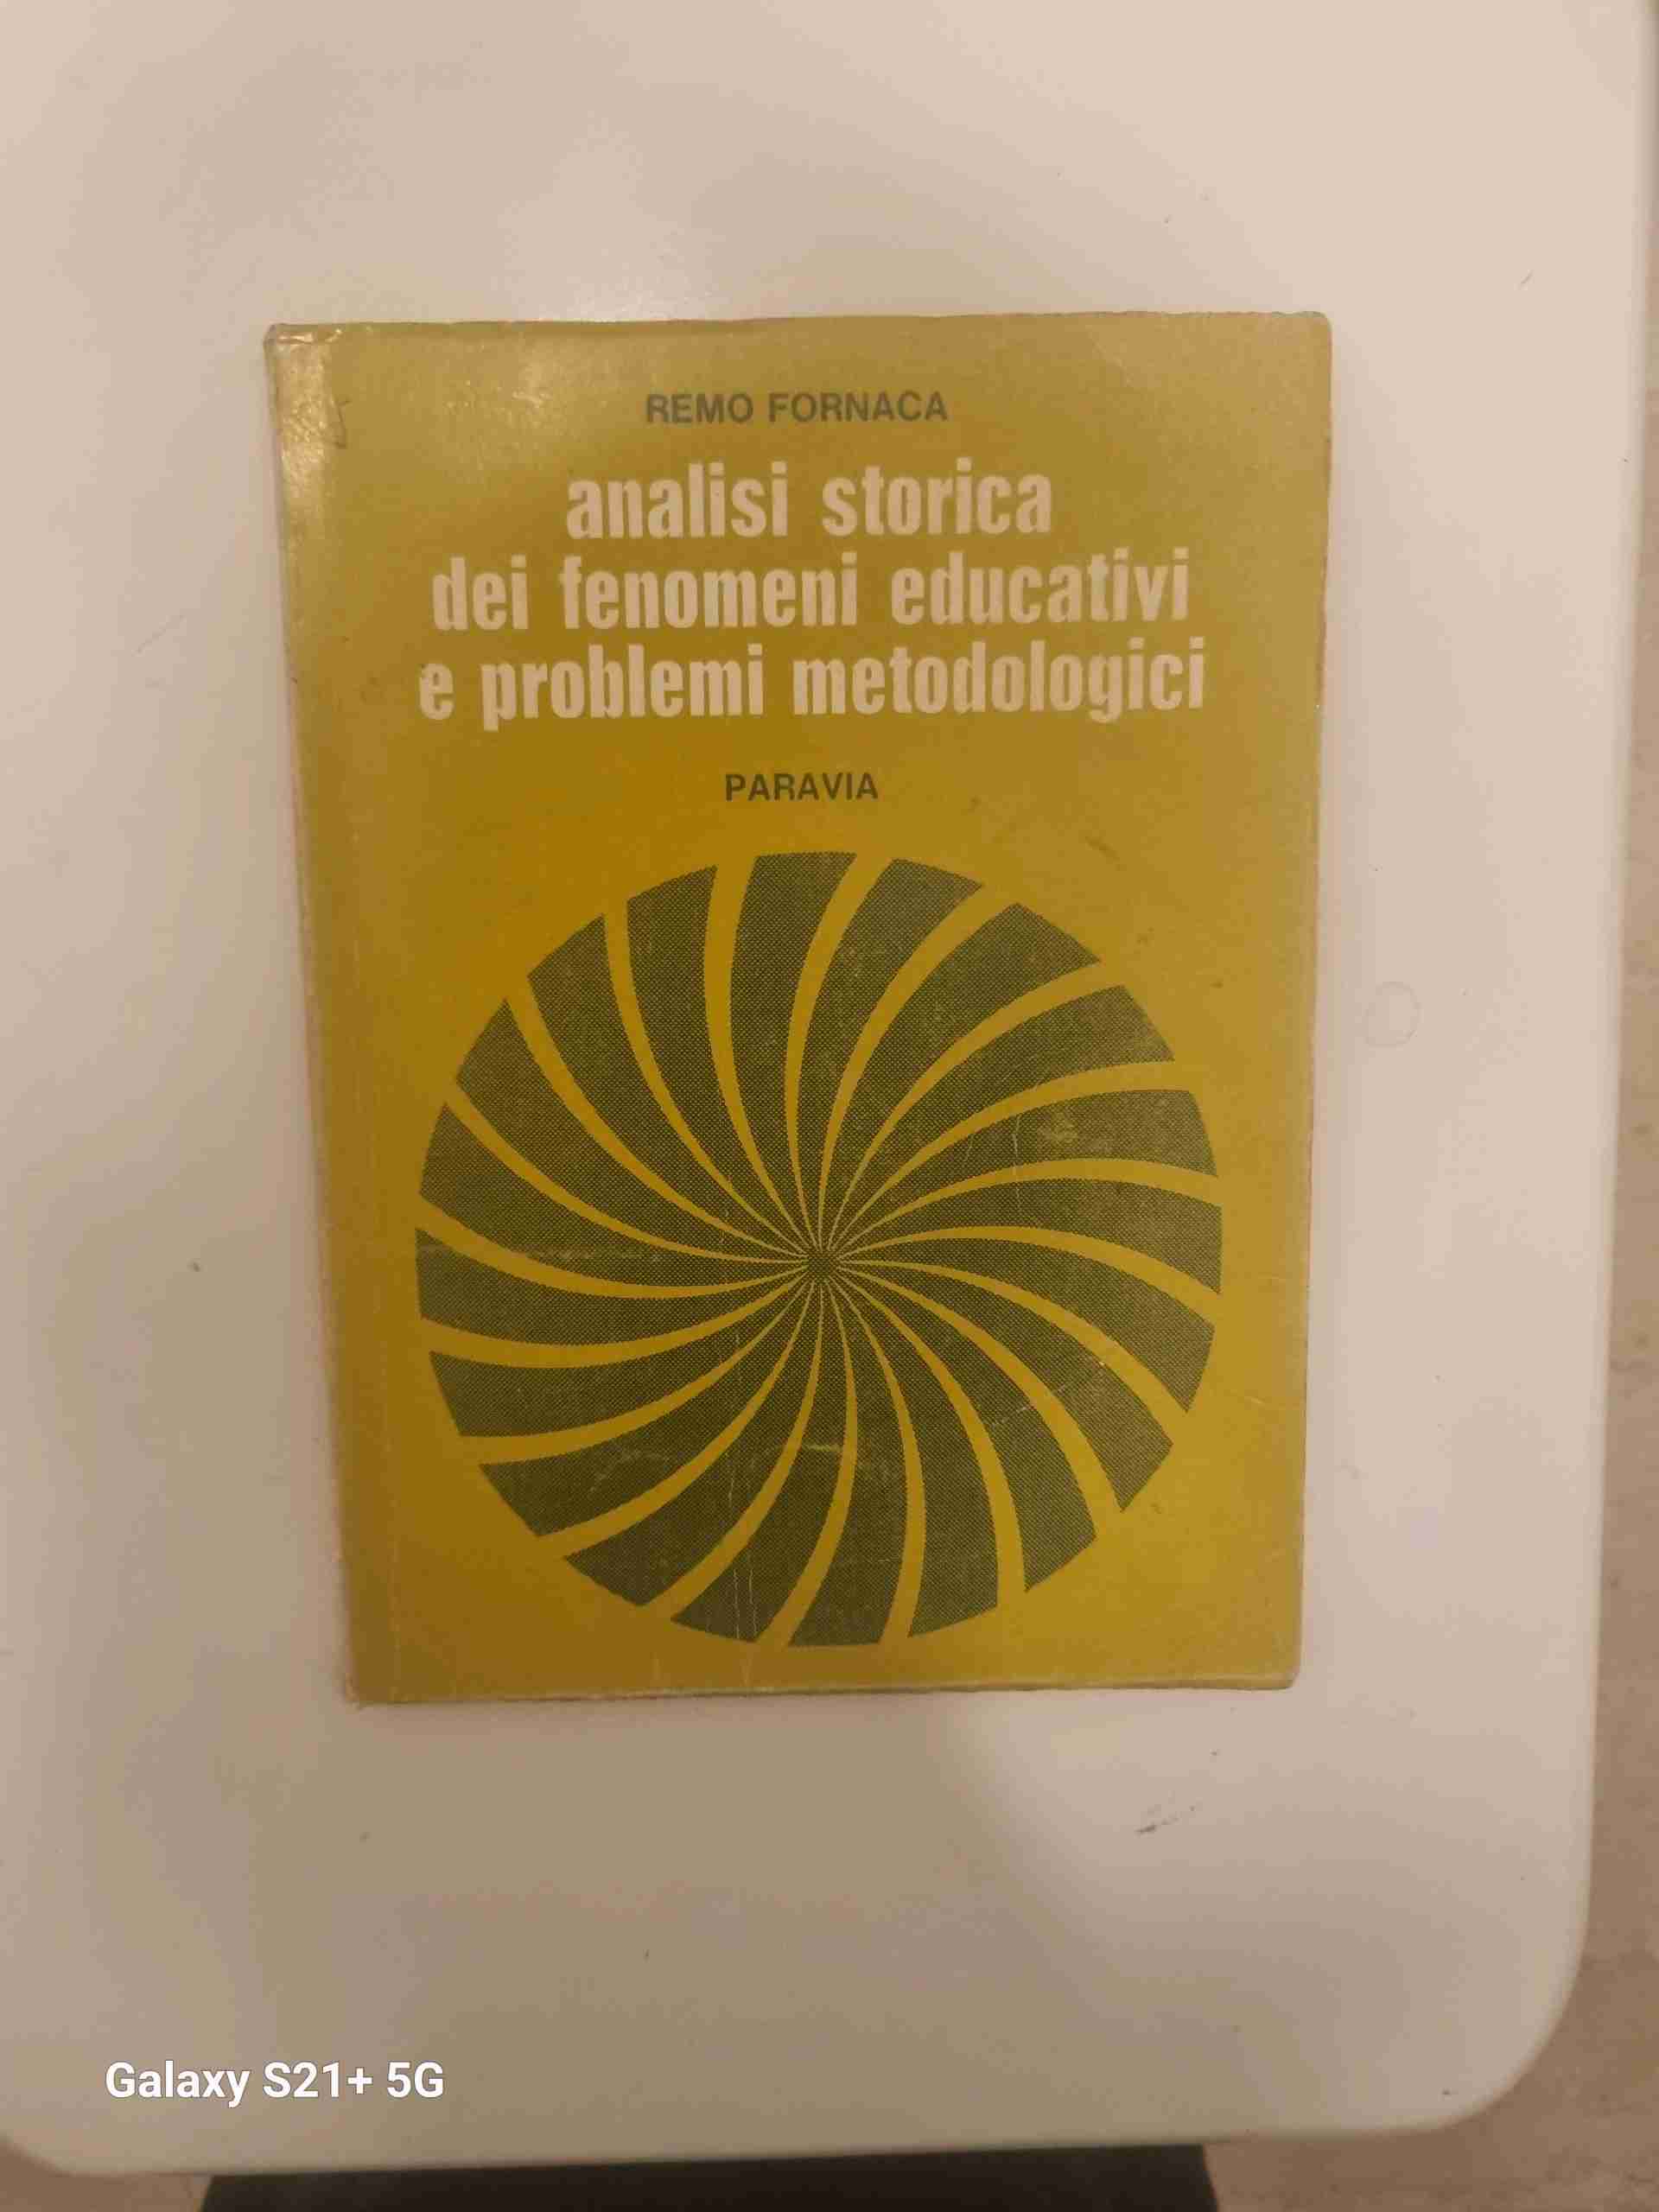 REMO FORNACA
analisi storica
dei fenomeni educativi
e problemi metodologici
PARAVIA
Galaxy S21+ 5G